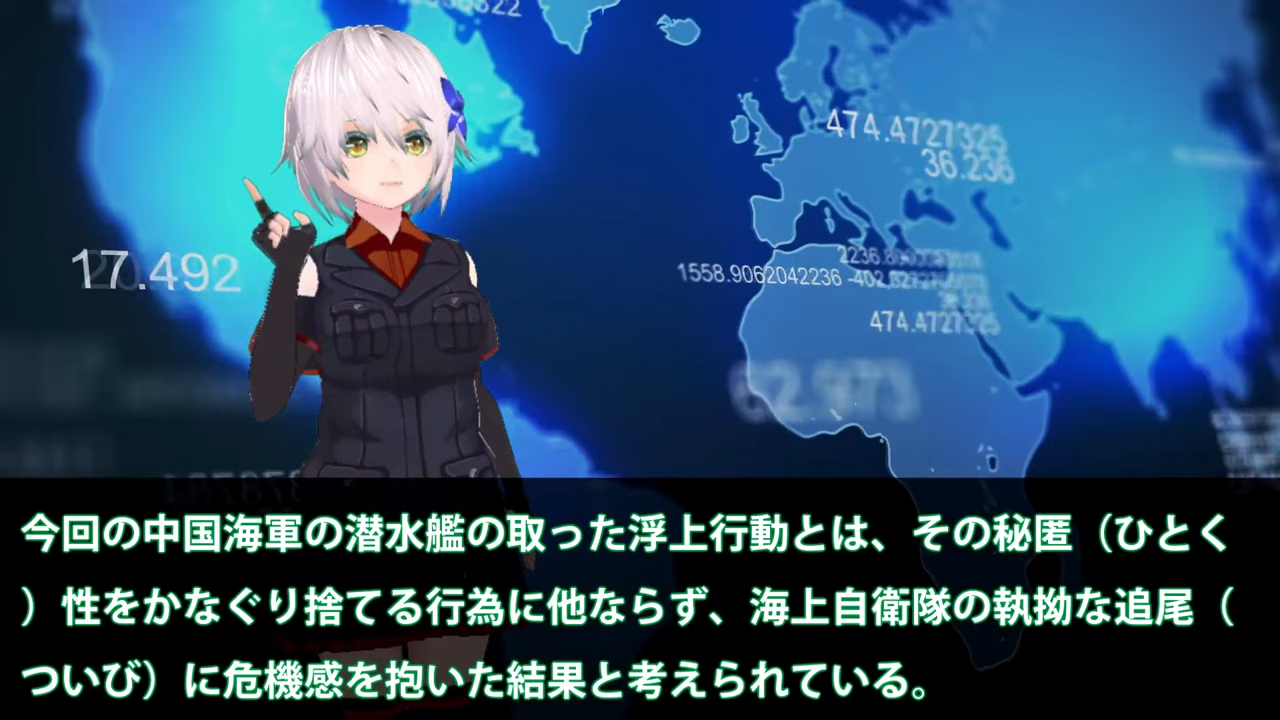 17.492
474.4727325
36.236
1558.9062042236
474.4727325
62.973
今回の中国海軍の潜水艦の取った浮上行動とは、その秘匿（ひとく
）性をかなぐり捨てる行為に他ならず、海上自衛隊の執拗な追尾（
ついび）に危機感を抱いた結果と考えられている。